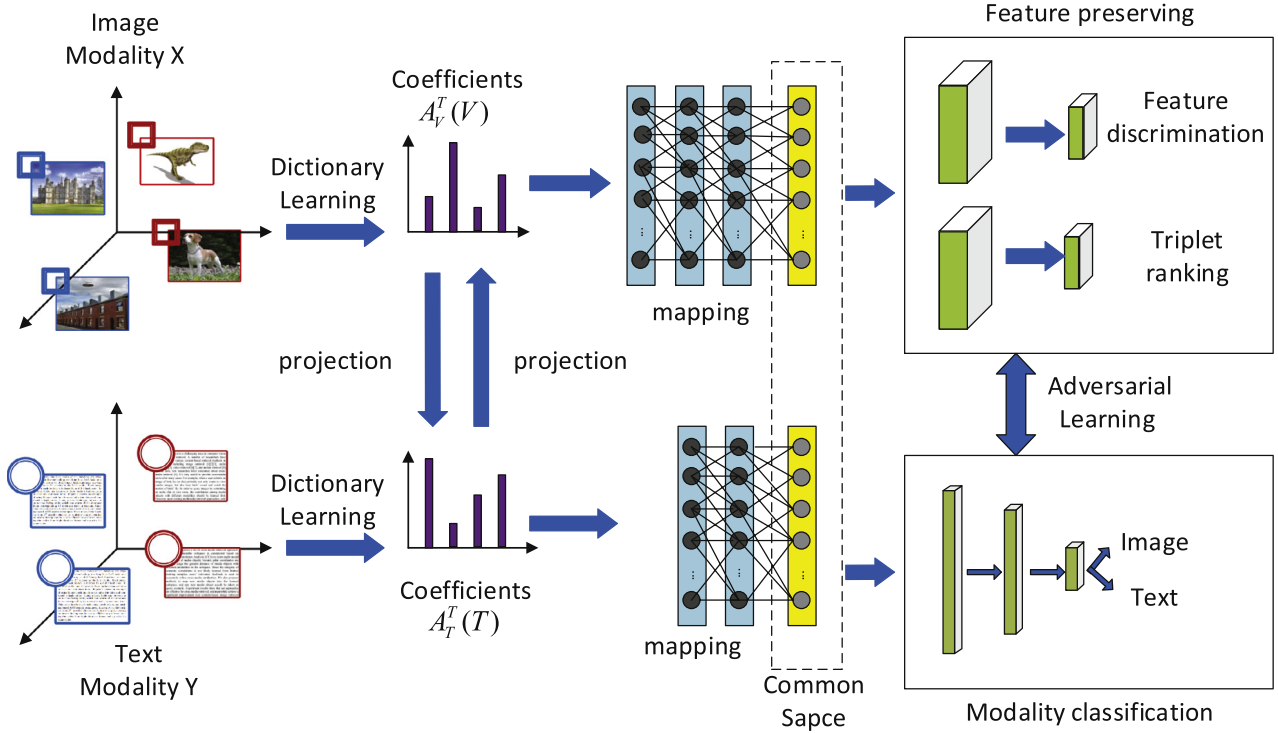 Image
Modality X
Coefficients
A_V^T(V)
Dictionary
Learning
mapping
Feature preserving
Feature
discrimination
Triplet
ranking
projection
projection
Adversarial
Learning
Dictionary
Learning
Coefficients
A_T^T(T)
mapping
Text
Modality Y
Common
Sapce
Image
Text
Modality classification